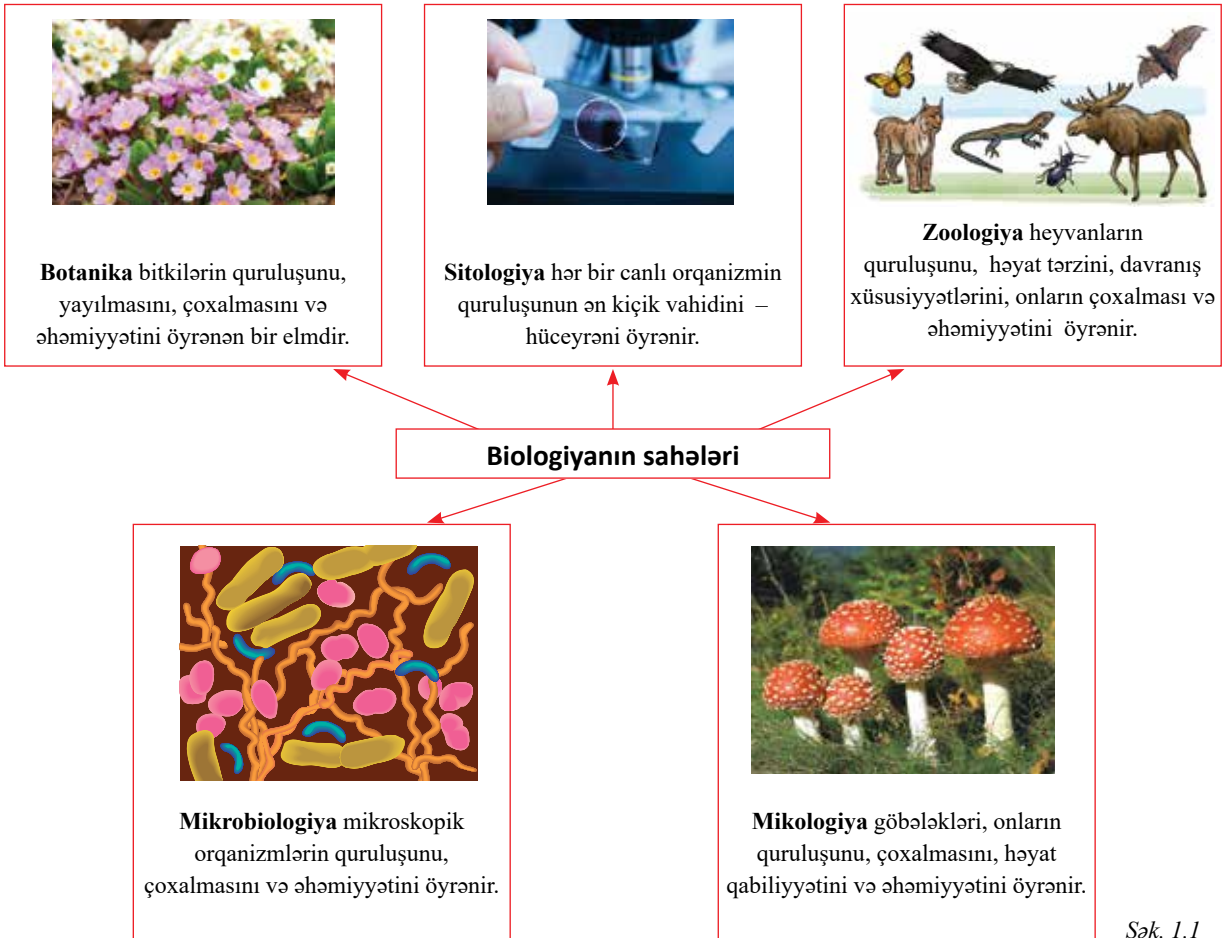 Botanika bitkilərin quruluşunu,
yayılmasını, çoxalmasını və
əhəmiyyətini öyrənən bir elmdir.
Sitologiya hər bir canlı orqanizmin
quruluşunun ən kiçik vahidini –
hüceyrəni öyrənir.
Zoologiya heyvanların
quruluşunu, həyat tərzini, davranış
xüsusiyyətlərini, onların çoxalması və
əhəmiyyətini öyrənir.
Biologiyanın sahələri
Mikrobiologiya mikroskopik
orqanizmlərin quruluşunu,
çoxalmasını və əhəmiyyətini öyrənir.
Mikologiya göbələkləri, onların
quruluşunu, çoxalmasını, həyat
qabiliyyətini və əhəmiyyətini öyrənir.
Şək. 1.1